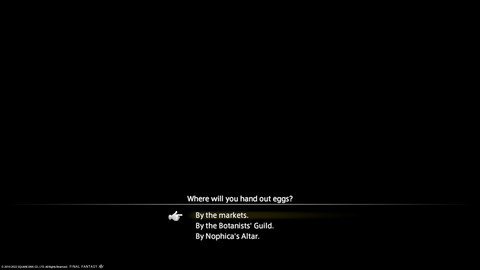 Where will you hand out eggs?
By the markets.
By the Botanists' Guild.
By Nophica's Altar.
© 2010-2022 SQUARE ENIX CO., LTD. All Rights Reserved. FINAL FANTASY XIV